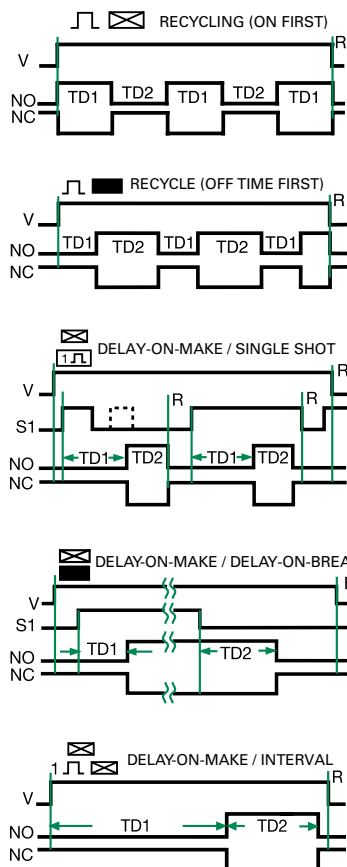 RECYCLING (ON FIRST)
R
V
NO TD1 TD2 TD1 TD2 TD1
NC
RECYCLE (OFF TIME FIRST)
R
V
NO TD1 TD2 TD1 TD2 TD1
NC
DELAY-ON-MAKE / SINGLE SHOT
1
R
V
S1 R
NO TD1 TD2 TD1 TD2
NC
DELAY-ON-MAKE / DELAY-ON-BREA
V
S1
NO TD1 TD2
NC
DELAY-ON-MAKE / INTERVAL
1
R
V
NO TD1 TD2
NC